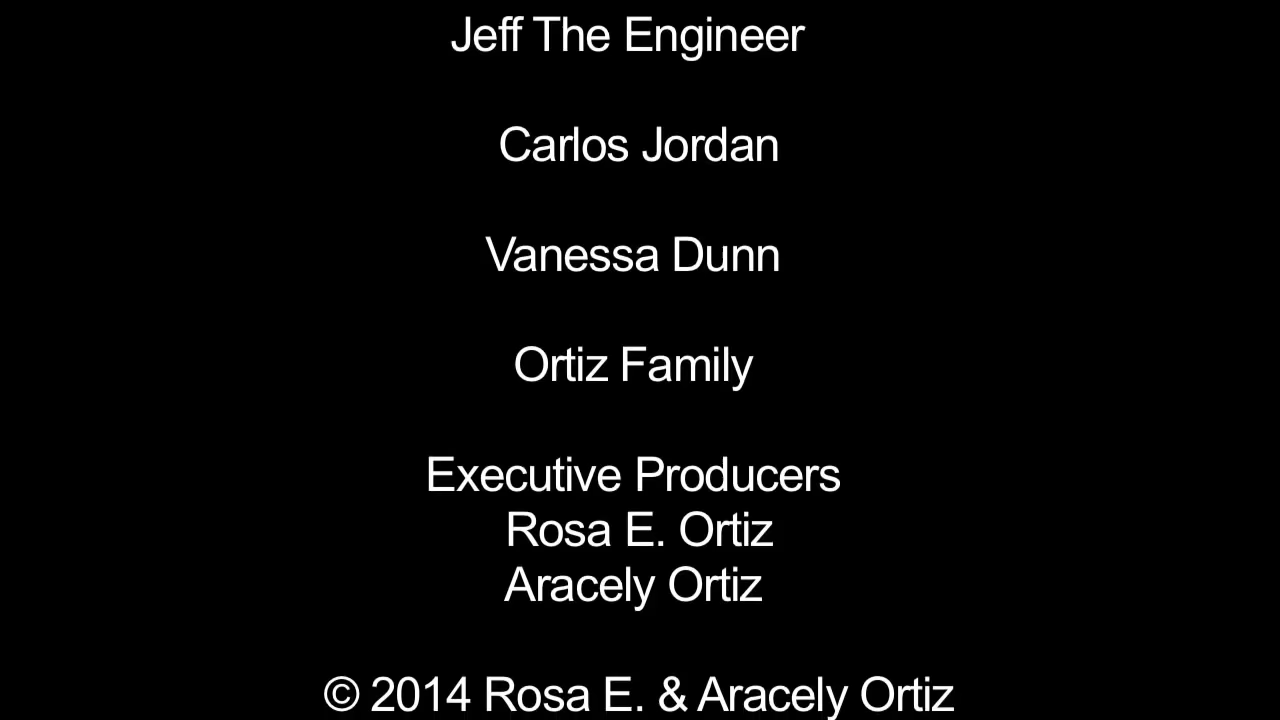 Jeff The Engineer
Carlos Jordan
Vanessa Dunn
Ortiz Family
Executive Producers
Rosa E. Ortiz
Aracely Ortiz
© 2014 Rosa E. & Aracely Ortiz